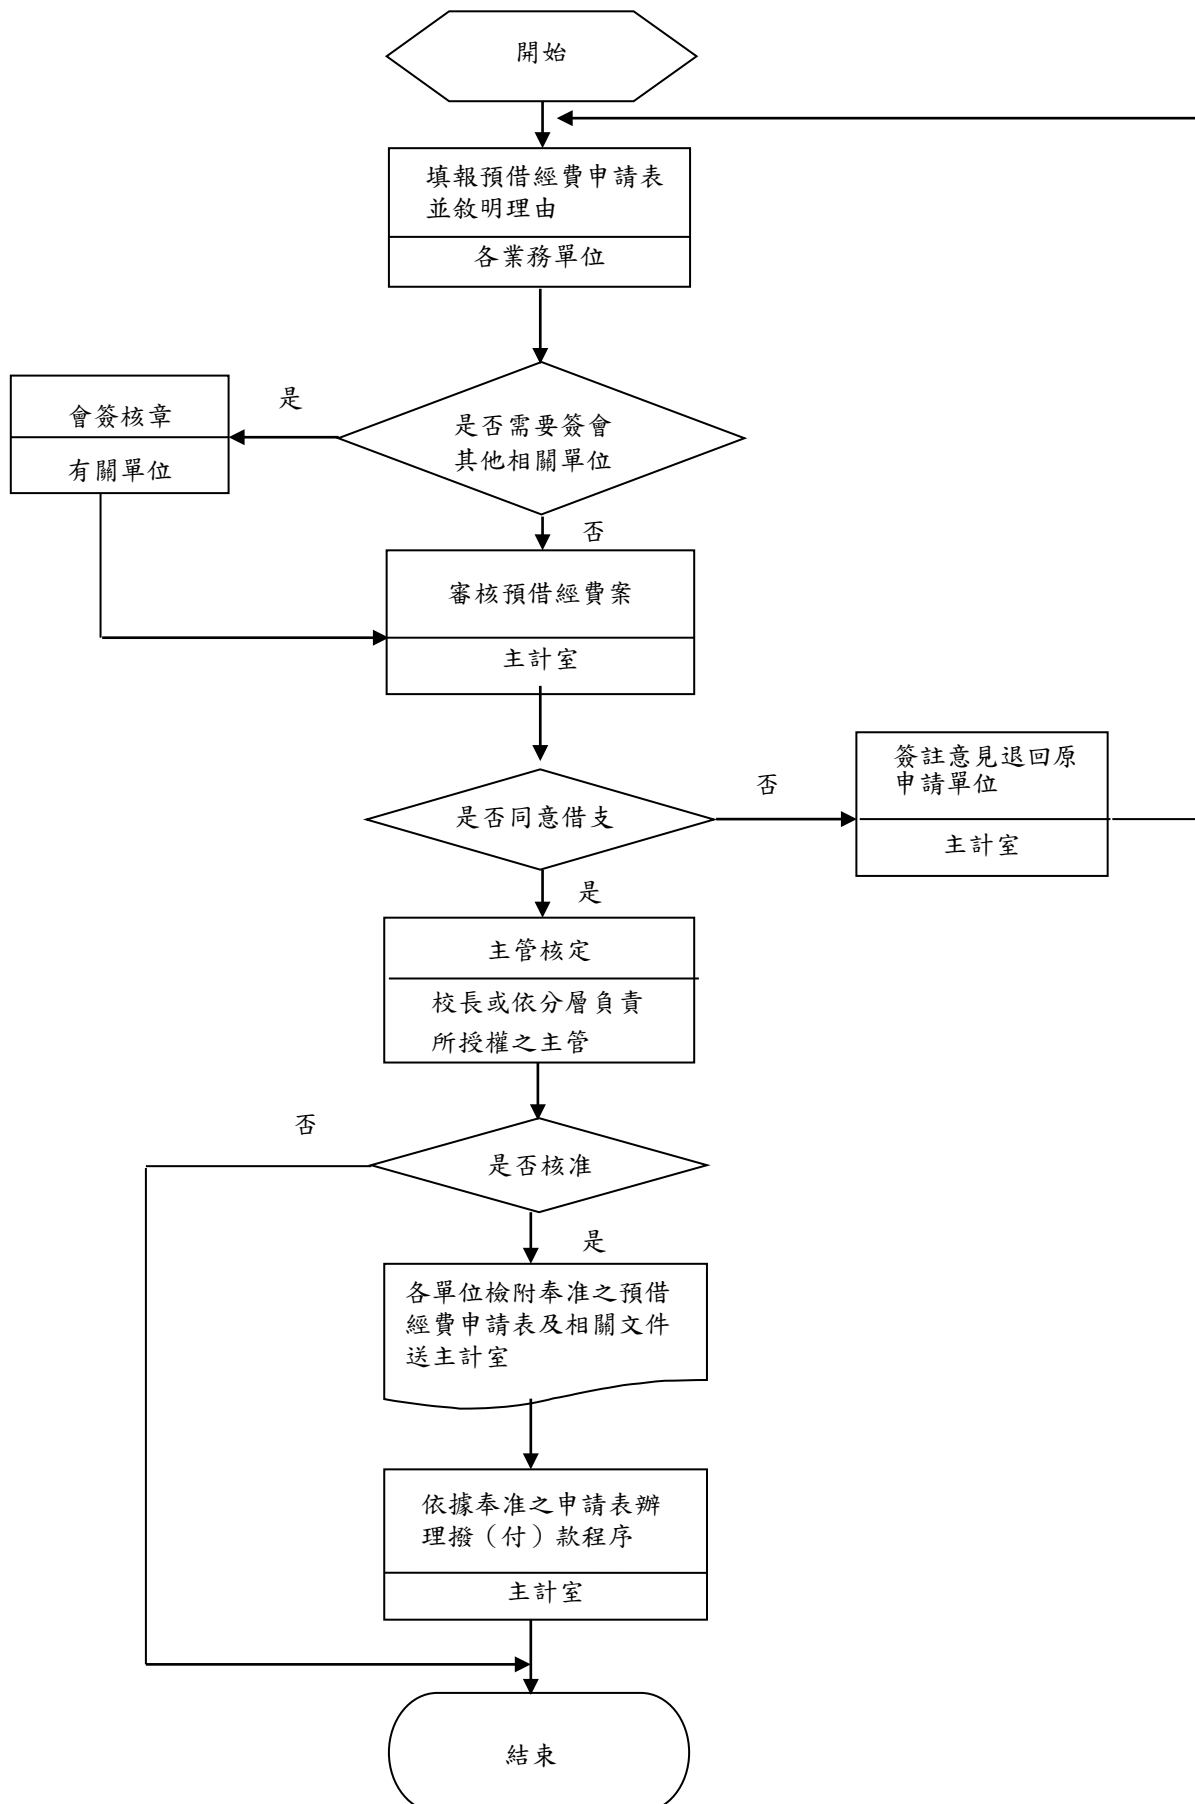 開始
填報預借經費申請表
並敘明理由
各業務單位
是
會簽核章
有關單位
是否需要簽會
其他相關單位
否
審核預借經費案
主計室
是否同意借支
否
簽註意見退回原
申請單位
主計室
是
主管核定
校長或依分層負責
所授權之主管
否
是否核准
是
各單位檢附奉准之預借
經費申請表及相關文件
送主計室
依據奉准之申請表辦
理撥（付）款程序
主計室
結束